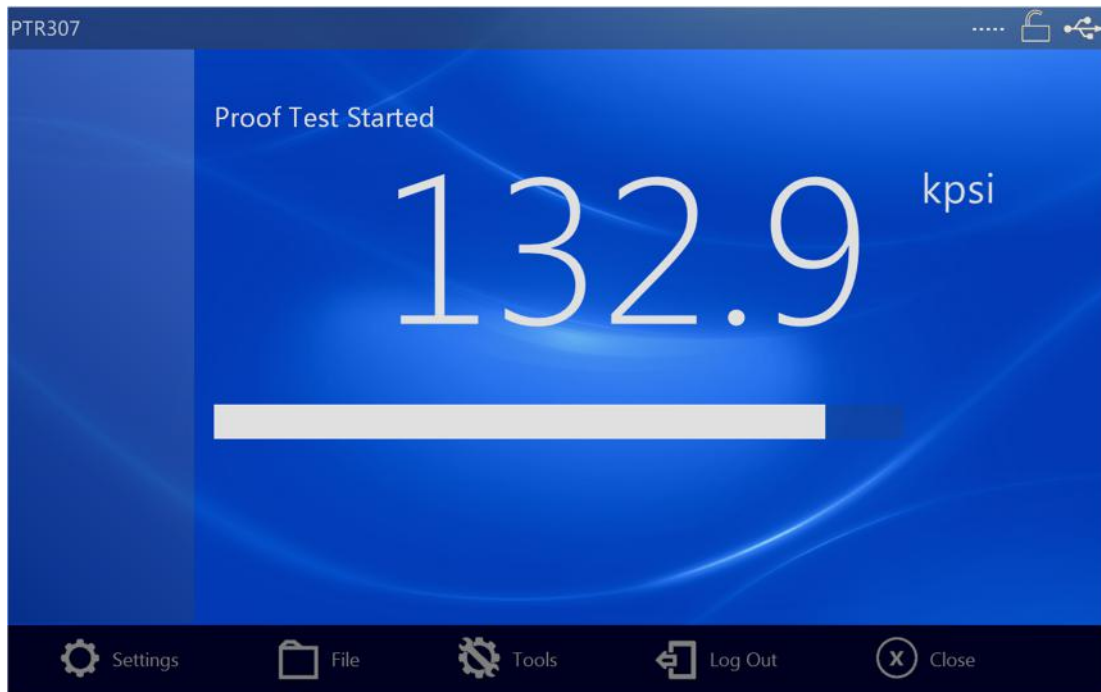 PTR307
Proof Test Started
132.9 kpsi
Settings File Tools Log Out X Close